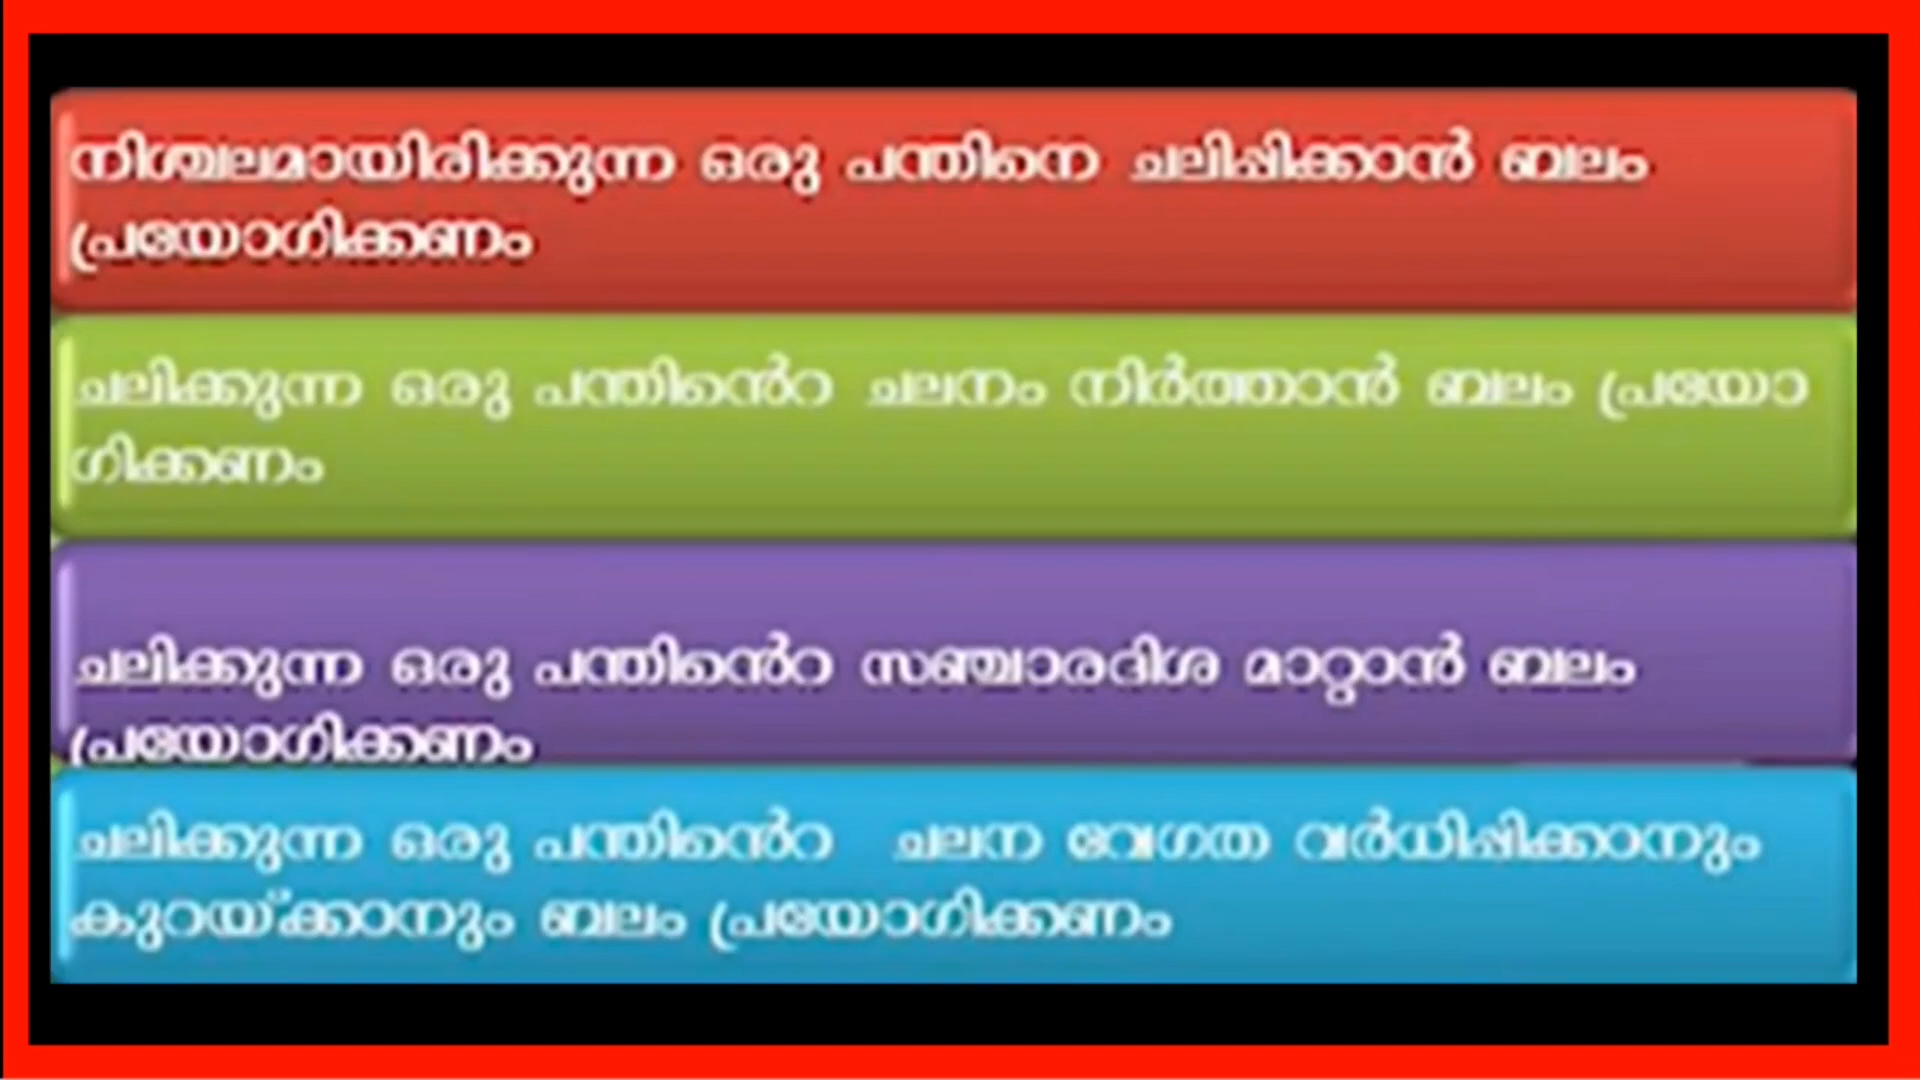 നിശ്ചലമായിരിക്കുന്ന ഒരു പന്തിനെ ചലിപ്പിക്കാൻ ബലം
പ്രയോഗിക്കണം
ചലിക്കുന്ന ഒരു പന്തിൻെറ ചലനം നിർത്താൻ ബലം പ്രയോ
ഗിക്കണം
ചലിക്കുന്ന ഒരു പന്തിൻെറ സഞ്ചാരദിശ മാറ്റാൻ ബലം
പ്രയോഗിക്കണം
ചലിക്കുന്ന ഒരു പന്തിൻെറ ചലന വേഗത വർധിപ്പിക്കാനും
കുറയ്ക്കാനും ബലം പ്രയോഗിക്കണം